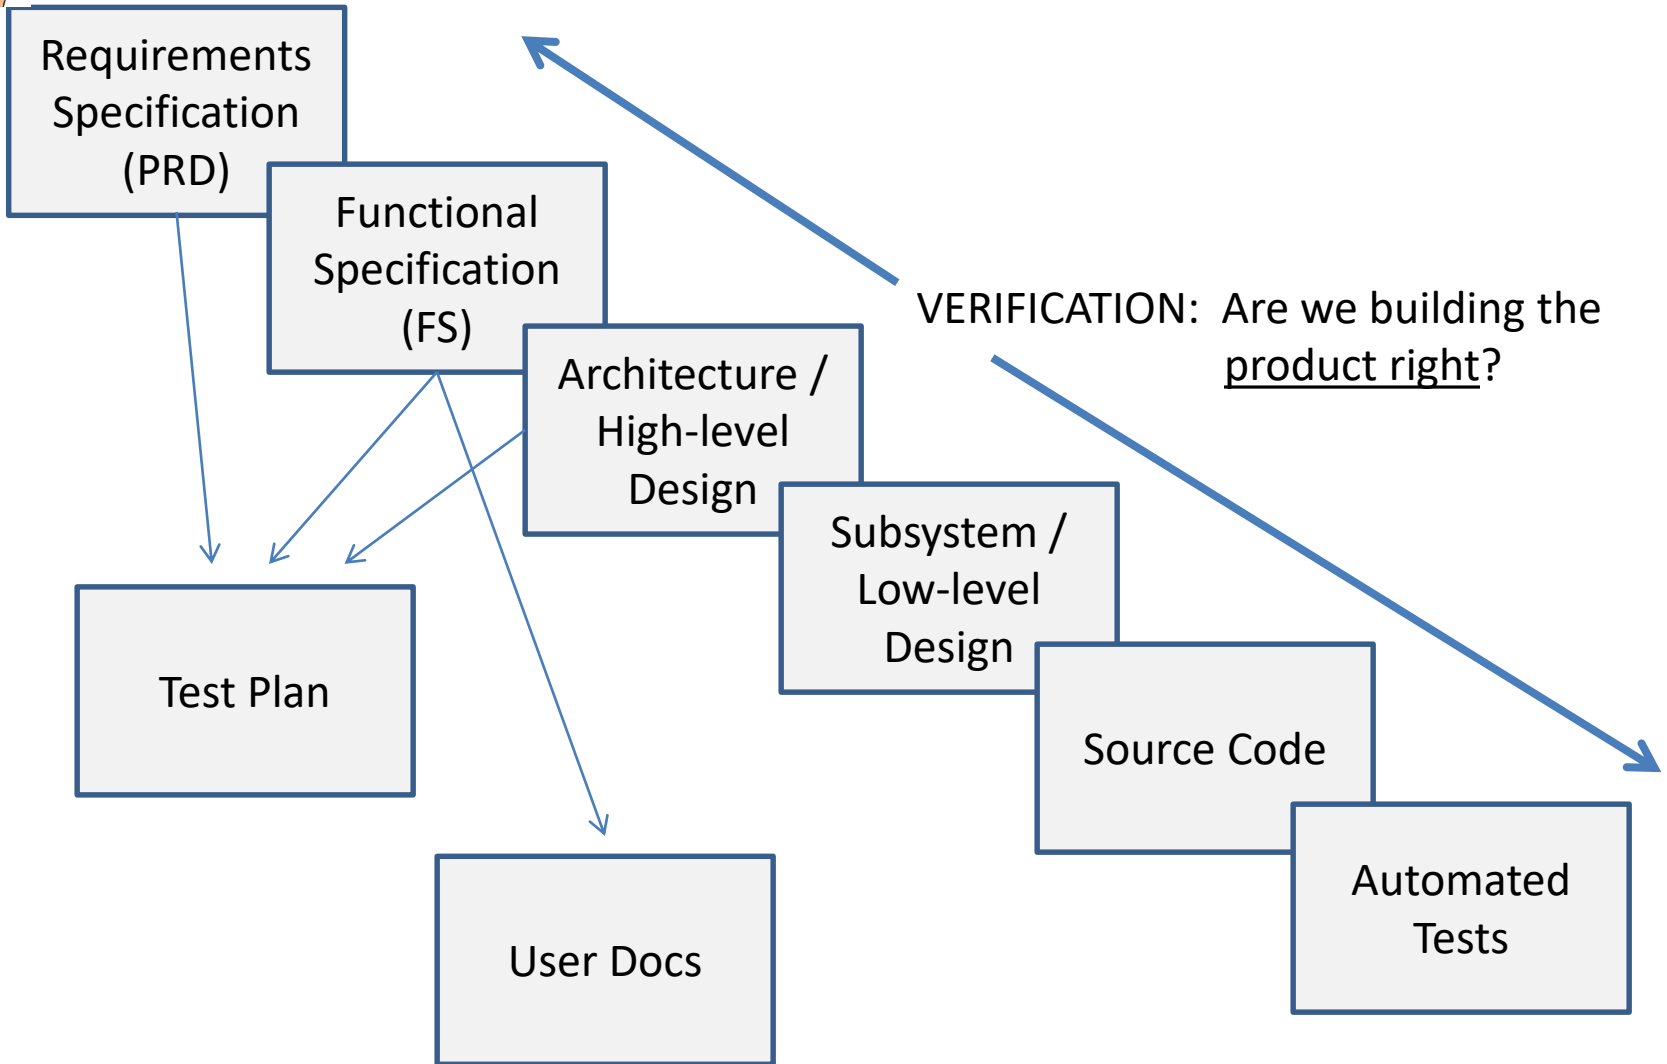 Requirements
Specification
(PRD)
Functional
Specification
(FS)
VERIFICATION: Are we building the
product right?
Architecture /
High-level
Design
Subsystem /
Low-level
Design
Test Plan
Source Code
Automated
Tests
User Docs